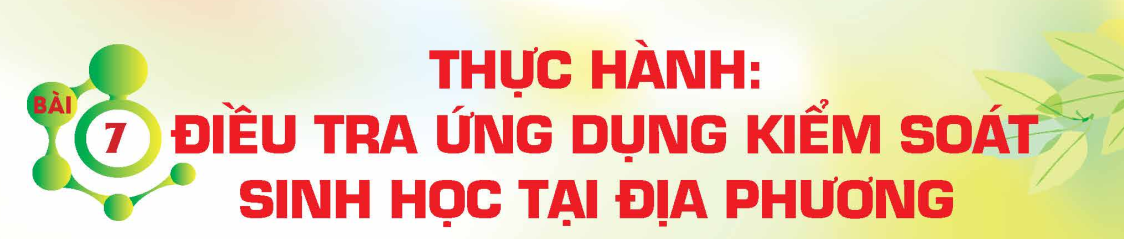 BÀI
7
THỰC HÀNH:
ĐIỀU TRA ỨNG DỤNG KIỂM SOÁT
SINH HỌC TẠI ĐỊA PHƯƠNG